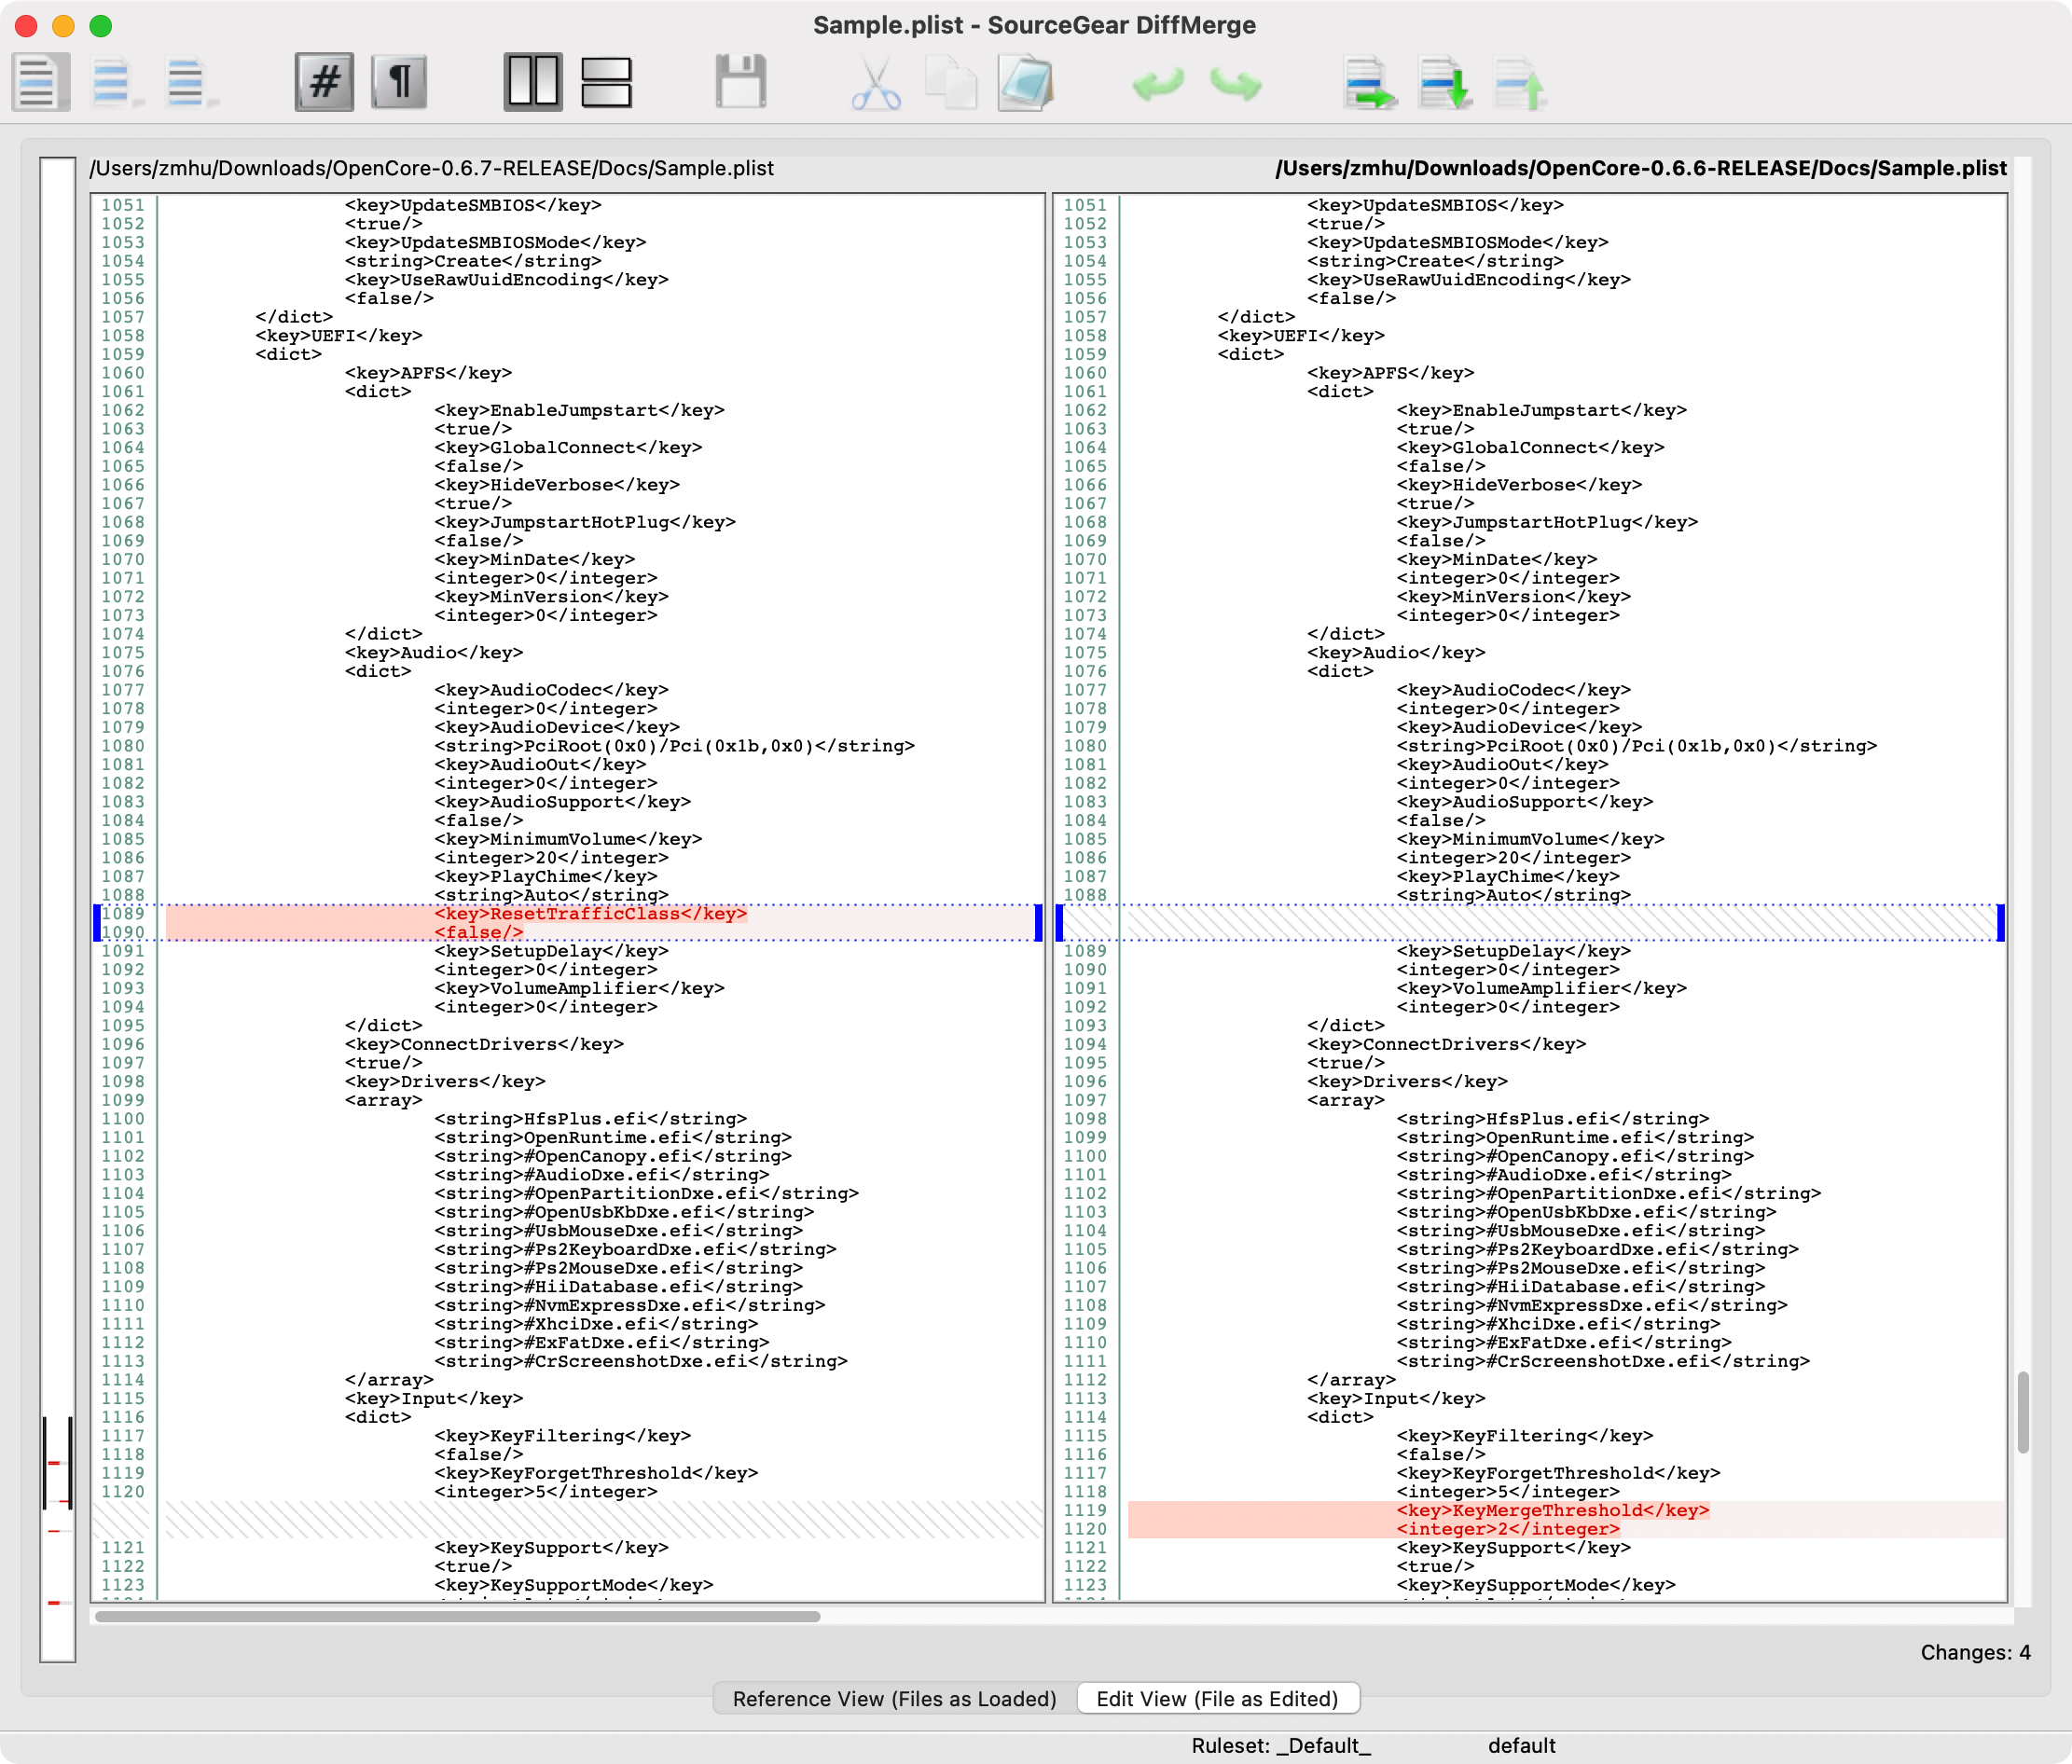 Sample.plist - SourceGear DiffMerge
#
¶
/Users/zmhu/Downloads/OpenCore-0.6.7-RELEASE/Docs/Sample.plist
1051 <key>UpdateSMBIOS</key>
1052 <true/>
1053 <key>UpdateSMBIOSMode</key>
1054 <string>Create</string>
1055 <key>UseRawUuidEncoding</key>
1056 <false/>
1057 </dict>
1058 <key>UEFI</key>
1059 <dict>
1060 <key>APFS</key>
1061 <dict>
1062 <key>EnableJumpstart</key>
1063 <true/>
1064 <key>GlobalConnect</key>
1065 <false/>
1066 <key>HideVerbose</key>
1067 <true/>
1068 <key>JumpstartHotPlug</key>
1069 <false/>
1070 <key>MinDate</key>
1071 <integer>0</integer>
1072 <key>MinVersion</key>
1073 <integer>0</integer>
1074 </dict>
1075 <key>Audio</key>
1076 <dict>
1077 <key>AudioCodec</key>
1078 <integer>0</integer>
1079 <key>AudioDevice</key>
1080 <string>PciRoot(0x0)/Pci(0x1b,0x0)</string>
1081 <key>AudioOut</key>
1082 <integer>0</integer>
1083 <key>AudioSupport</key>
1084 <false/>
1085 <key>MinimumVolume</key>
1086 <integer>20</integer>
1087 <key>PlayChime</key>
1088 <string>Auto</string>
1089 <key>ResetTrafficClass</key>
1090 <false/>
1091 <key>SetupDelay</key>
1092 <integer>0</integer>
1093 <key>VolumeAmplifier</key>
1094 <integer>0</integer>
1095 </dict>
1096 <key>ConnectDrivers</key>
1097 <true/>
1098 <key>Drivers</key>
1099 <array>
1100 <string>HfsPlus.efi</string>
1101 <string>OpenRuntime.efi</string>
1102 <string>#OpenCanopy.efi</string>
1103 <string>#AudioDxe.efi</string>
1104 <string>#OpenPartitionDxe.efi</string>
1105 <string>#OpenUsbKbDxe.efi</string>
1106 <string>#UsbMouseDxe.efi</string>
1107 <string>#Ps2KeyboardDxe.efi</string>
1108 <string>#Ps2MouseDxe.efi</string>
1109 <string>#HiiDatabase.efi</string>
1110 <string>#NvmExpressDxe.efi</string>
1111 <string>#XhciDxe.efi</string>
1112 <string>#ExFatDxe.efi</string>
1113 <string>#CrScreenshotDxe.efi</string>
1114 </array>
1115 <key>Input</key>
1116 <dict>
1117 <key>KeyFiltering</key>
1118 <false/>
1119 <key>KeyForgetThreshold</key>
1120 <integer>5</integer>
1121 <key>KeySupport</key>
1122 <true/>
1123 <key>KeySupportMode</key>
/Users/zmhu/Downloads/OpenCore-0.6.6-RELEASE/Docs/Sample.plist
1051 <key>UpdateSMBIOS</key>
1052 <true/>
1053 <key>UpdateSMBIOSMode</key>
1054 <string>Create</string>
1055 <key>UseRawUuidEncoding</key>
1056 <false/>
1057 </dict>
1058 <key>UEFI</key>
1059 <dict>
1060 <key>APFS</key>
1061 <dict>
1062 <key>EnableJumpstart</key>
1063 <true/>
1064 <key>GlobalConnect</key>
1065 <false/>
1066 <key>HideVerbose</key>
1067 <true/>
1068 <key>JumpstartHotPlug</key>
1069 <false/>
1070 <key>MinDate</key>
1071 <integer>0</integer>
1072 <key>MinVersion</key>
1073 <integer>0</integer>
1074 </dict>
1075 <key>Audio</key>
1076 <dict>
1077 <key>AudioCodec</key>
1078 <integer>0</integer>
1079 <key>AudioDevice</key>
1080 <string>PciRoot(0x0)/Pci(0x1b,0x0)</string>
1081 <key>AudioOut</key>
1082 <integer>0</integer>
1083 <key>AudioSupport</key>
1084 <false/>
1085 <key>MinimumVolume</key>
1086 <integer>20</integer>
1087 <key>PlayChime</key>
1088 <string>Auto</string>
1089 <key>SetupDelay</key>
1090 <integer>0</integer>
1091 <key>VolumeAmplifier</key>
1092 <integer>0</integer>
1093 </dict>
1094 <key>ConnectDrivers</key>
1095 <true/>
1096 <key>Drivers</key>
1097 <array>
1098 <string>HfsPlus.efi</string>
1099 <string>OpenRuntime.efi</string>
1100 <string>#OpenCanopy.efi</string>
1101 <string>#AudioDxe.efi</string>
1102 <string>#OpenPartitionDxe.efi</string>
1103 <string>#OpenUsbKbDxe.efi</string>
1104 <string>#UsbMouseDxe.efi</string>
1105 <string>#Ps2KeyboardDxe.efi</string>
1106 <string>#Ps2MouseDxe.efi</string>
1107 <string>#HiiDatabase.efi</string>
1108 <string>#NvmExpressDxe.efi</string>
1109 <string>#XhciDxe.efi</string>
1110 <string>#ExFatDxe.efi</string>
1111 <string>#CrScreenshotDxe.efi</string>
1112 </array>
1113 <key>Input</key>
1114 <dict>
1115 <key>KeyFiltering</key>
1116 <false/>
1117 <key>KeyForgetThreshold</key>
1118 <integer>5</integer>
1119 <key>KeyMergeThreshold</key>
1120 <integer>2</integer>
1121 <key>KeySupport</key>
1122 <true/>
1123 <key>KeySupportMode</key>
Changes: 4
Reference View (Files as Loaded)
Edit View (File as Edited)
Ruleset: _Default_
default